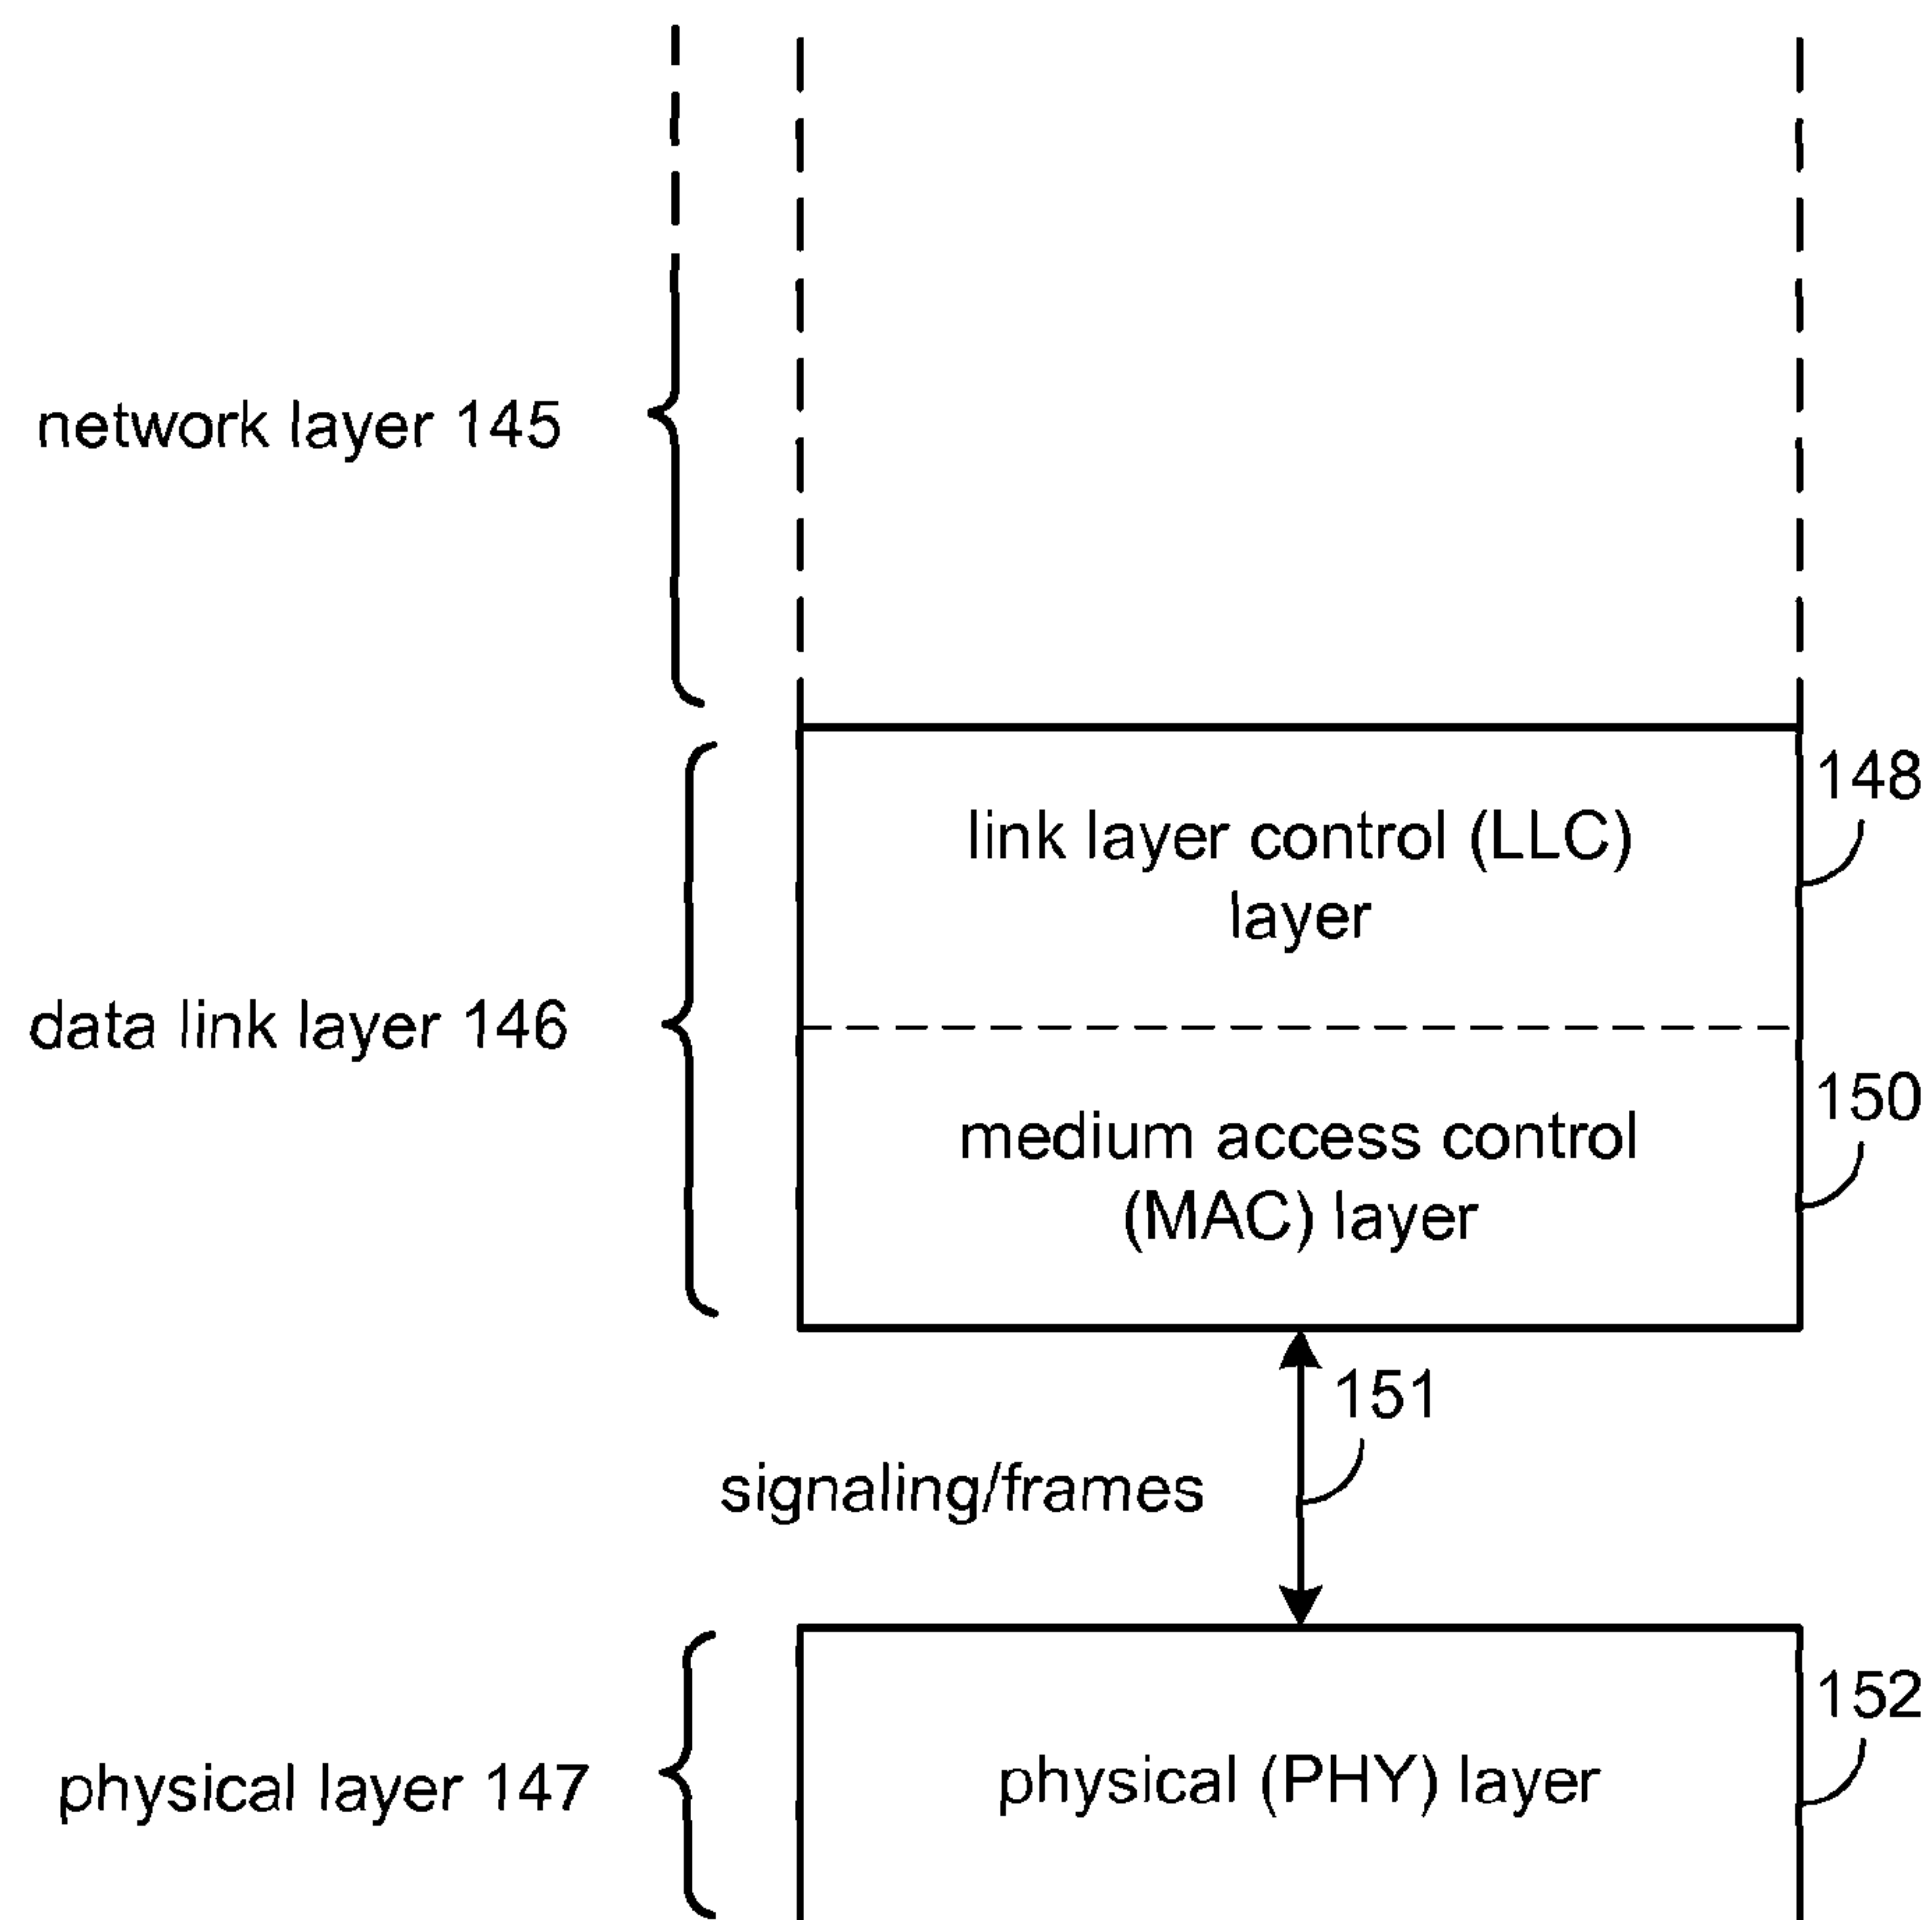 network layer 145
148
link layer control (LLC)
layer
data link layer 146
150
medium access control
(MAC) layer
151
signaling/frames
152
physical layer 147
physical (PHY) layer